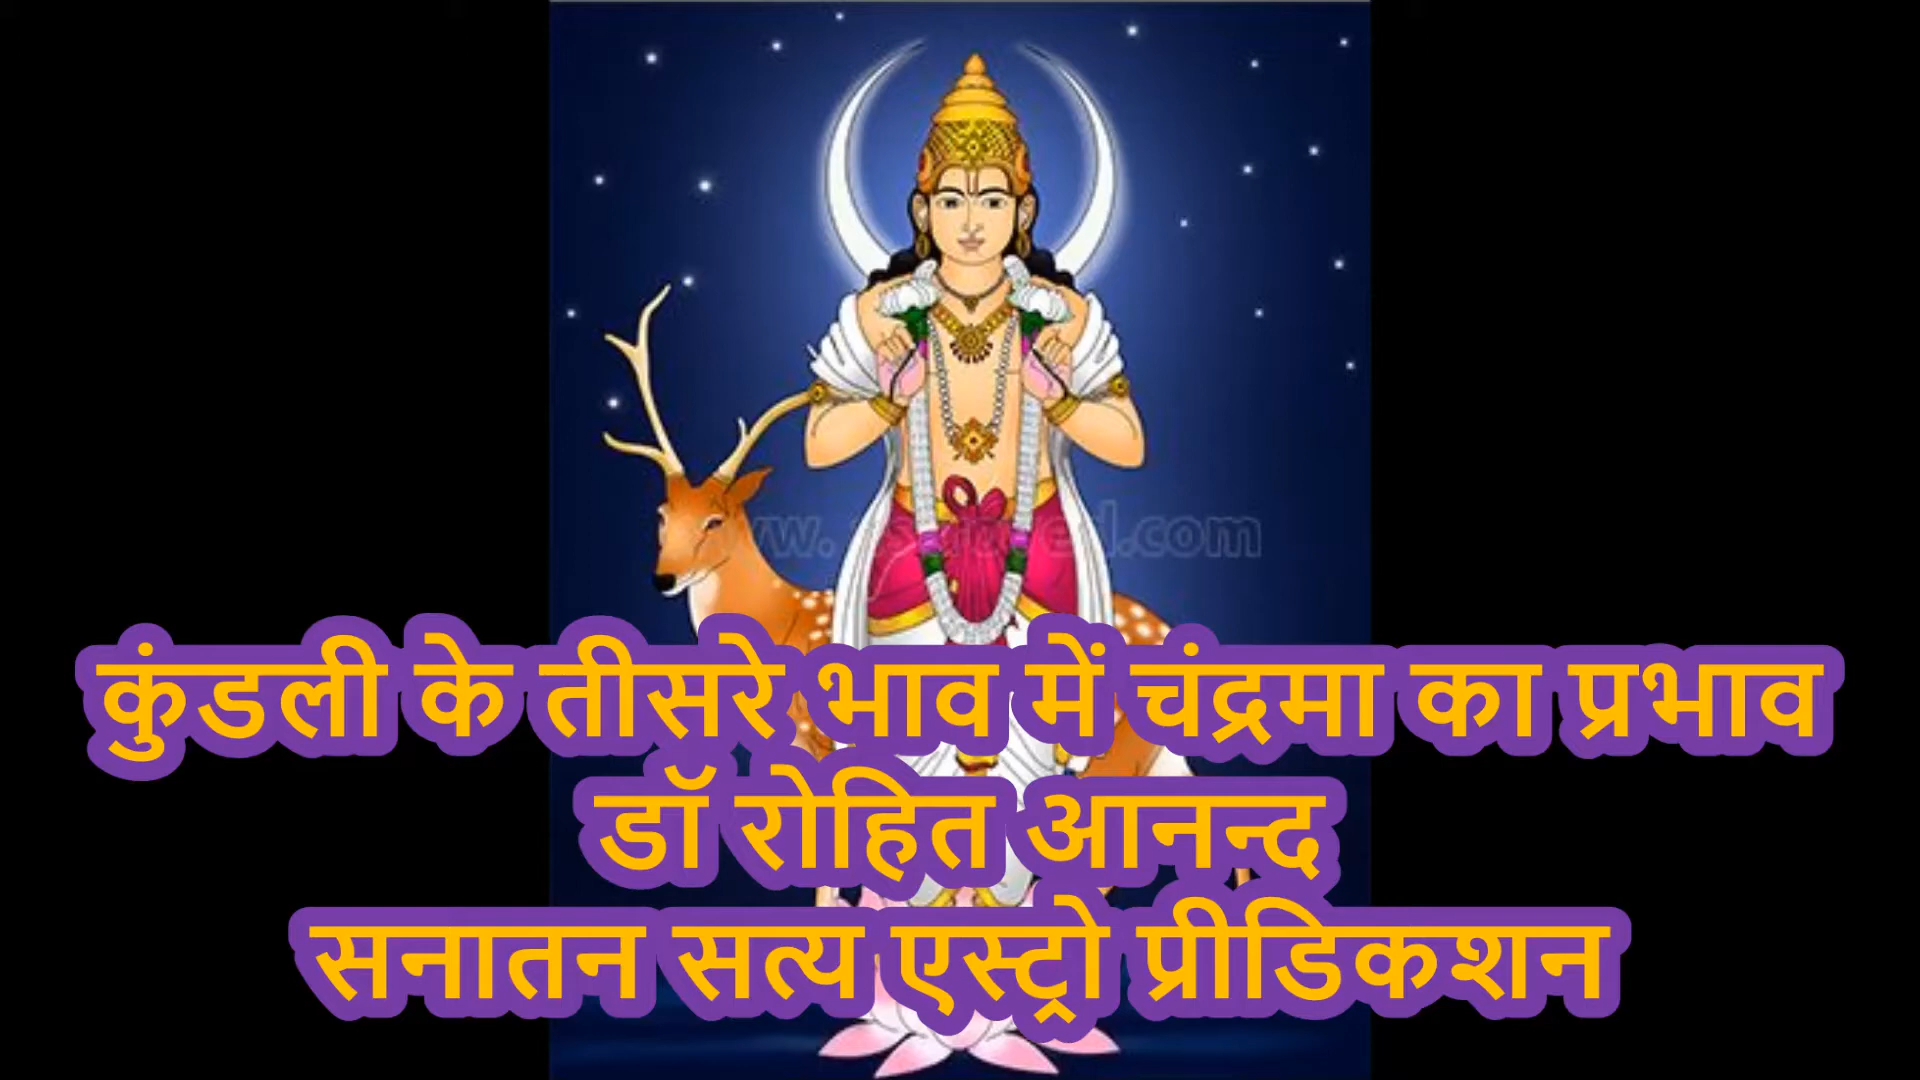 कुंडली के तीसरे भाव में चंद्रमा का प्रभाव
डॉ रोहित आनन्द
सनातन सत्य एस्ट्रो प्रीडिकशन